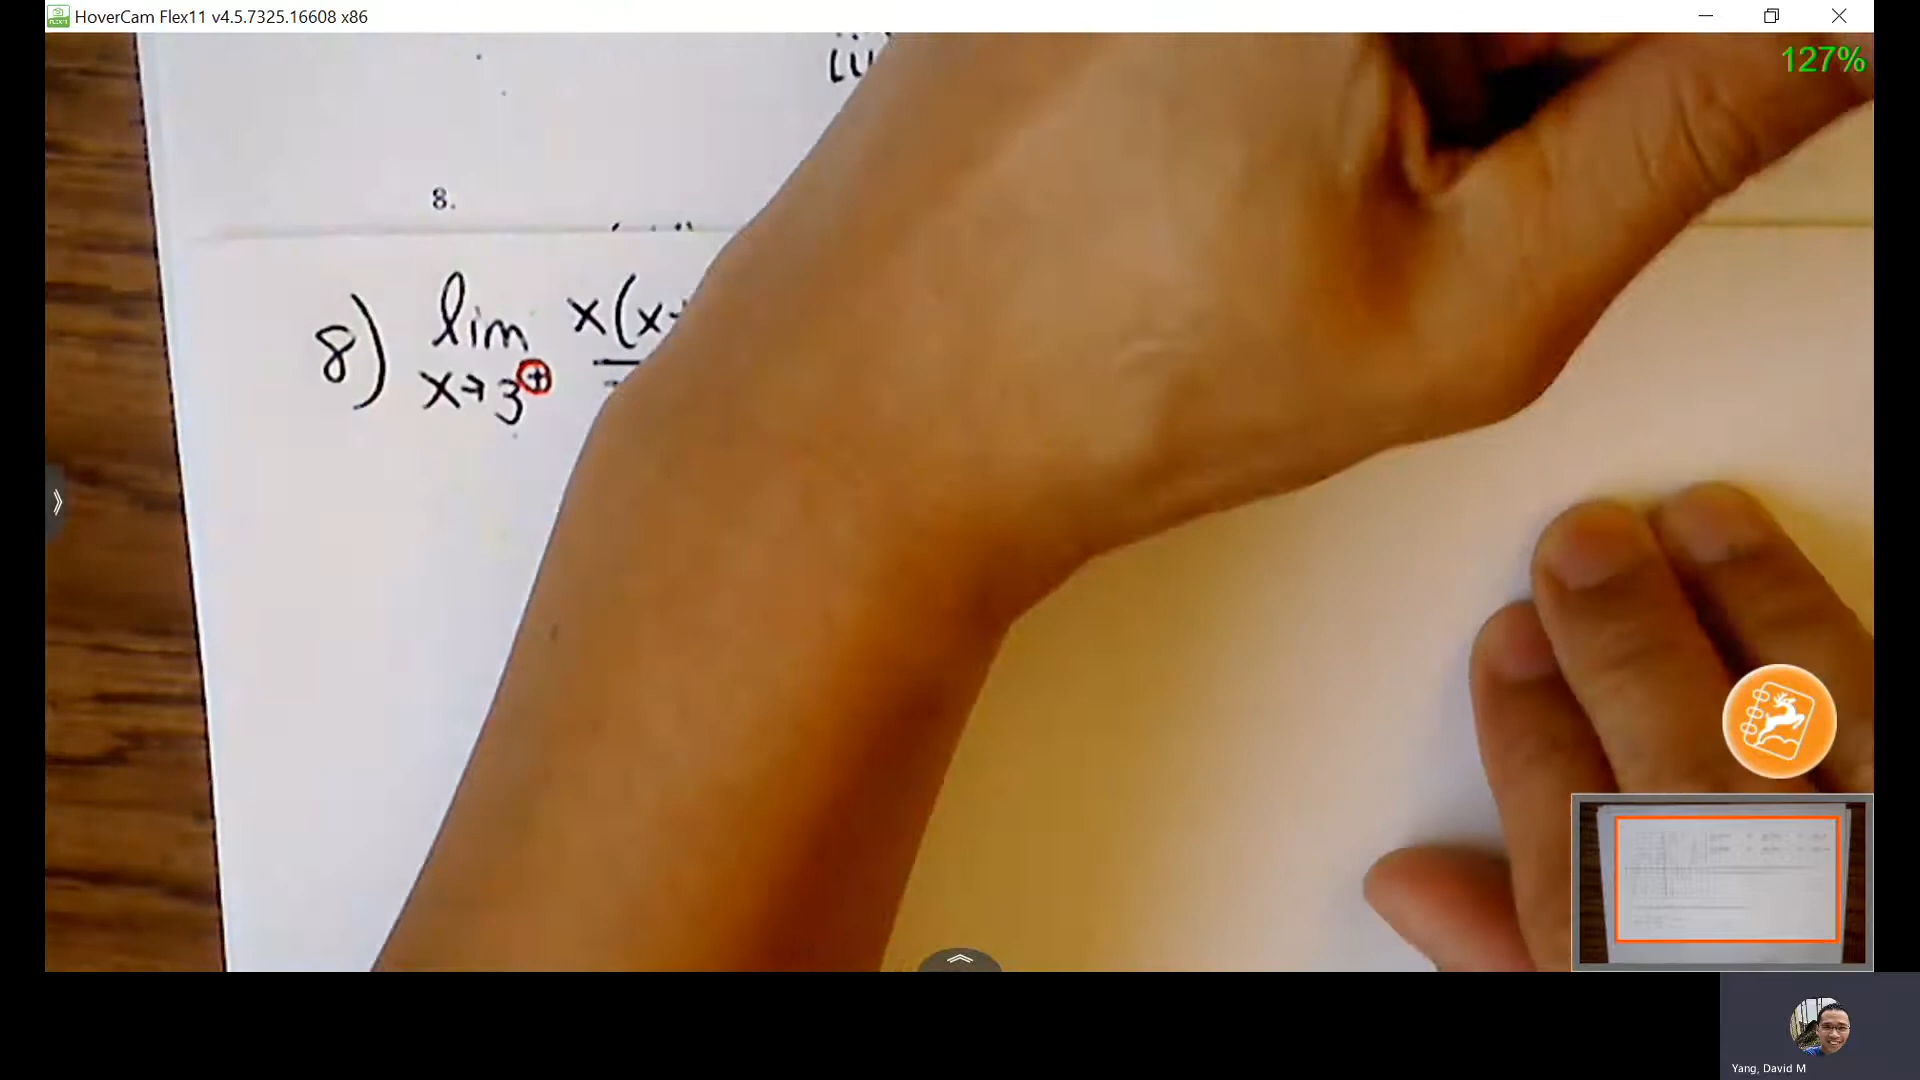 HoverCam Flex11 v4.5.7325.16608 x86
127%
8.
8) lim x(x
x→3⁺
Yang, David M